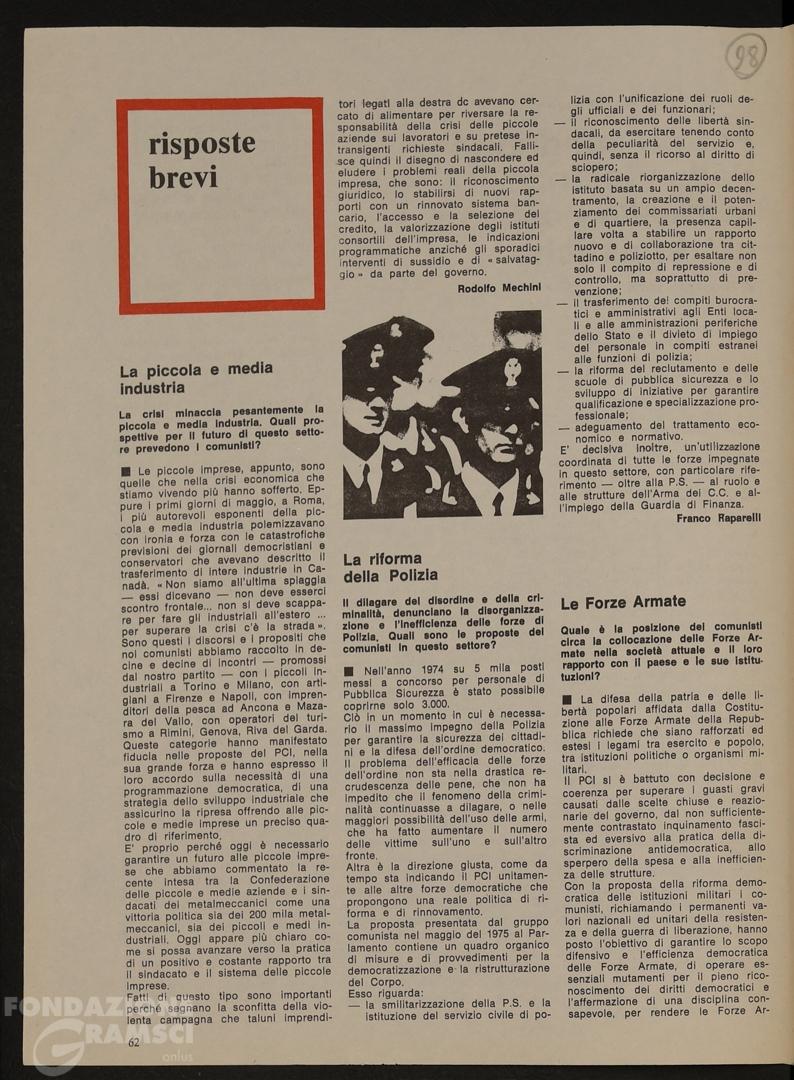 98
risposte
brevi
La piccola e media
industria
La crisi minaccia pesantemente la
piccola e media industria. Quali pro-
spettive per il futuro di questo setto-
re prevedono i comunisti?
■ Le piccole imprese, appunto, sono
quelle che nella crisi economica che
stiamo vivendo più hanno sofferto. Ep-
pure i primi giorni di maggio, a Roma,
i più autorevoli esponenti della pic-
cola e media industria polemizzavano
con ironia e forza con le catastrofiche
previsioni dei giornali democristiani e
conservatori che avevano descritto il
trasferimento di intere industrie in Ca-
nadà. « Non siamo all'ultima spiaggia
— essi dicevano — non deve esserci
scontro frontale... non si deve scappa-
re per fare gli industriali all'estero ...
per superare la crisi c'è la strada ».
Sono questi i discorsi e i propositi che
noi comunisti abbiamo raccolto in de-
cine e decine di incontri — promossi
dal nostro partito — con i piccoli in-
dustriali a Torino e Milano, con arti-
giani a Firenze e Napoli, con impren-
ditori della pesca ad Ancona e Maza-
ra del Vallo, con operatori del turi-
smo a Rimini, Genova, Riva del Garda.
Queste categorie hanno manifestato
fiducia nelle proposte del PCI, nella
sua grande forza e hanno espresso il
loro accordo sulla necessità di una
programmazione democratica, di una
strategia dello sviluppo industriale che
assicurino la ripresa offrendo alle pic-
cole e medie imprese un preciso qua-
dro di riferimento.
E' proprio perché oggi è necessario
garantire un futuro alle piccole impre-
se che abbiamo commentato la re-
cente intesa tra la Confederazione
delle piccole e medie aziende e i sin-
dacati dei metalmeccanici come una
vittoria politica sia dei 200 mila metal-
meccanici, sia dei piccoli e medi in-
dustriali. Oggi appare più chiaro co-
me si possa avanzare verso la pratica
di un positivo e costante rapporto tra
il sindacato e il sistema delle piccole
imprese.
Fatti di questo tipo sono importanti
perché segnano la sconfitta della vio-
lenta campagna che taluni imprendi-
tori legati alla destra dc avevano cer-
cato di alimentare per riversare la re-
sponsabilità della crisi delle piccole
aziende sui lavoratori e su pretese in-
transigenti richieste sindacali. Falli-
sce quindi il disegno di nascondere ed
eludere i problemi reali della piccola
impresa, che sono: il riconoscimento
giuridico, lo stabilirsi di nuovi rap-
porti con un rinnovato sistema ban-
cario, l'accesso e la selezione del
credito, la valorizzazione degli istituti
consortili dell'impresa, le indicazioni
programmatiche anziché gli sporadici
interventi di sussidio e di « salvatag-
gio » da parte del governo.
Rodolfo Mechini
La riforma
della Polizia
Il dilagare del disordine e della cri-
minalità, denunciano la disorganizza-
zione e l'inefficienza delle forze di
Polizia. Quali sono le proposte dei
comunisti in questo settore?
■ Nell'anno 1974 su 5 mila posti
messi a concorso per personale di
Pubblica Sicurezza è stato possibile
coprirne solo 3.000.
Ciò in un momento in cui è necessa-
rio il massimo impegno della Polizia
per garantire la sicurezza dei cittadi-
ni e la difesa dell'ordine democratico.
Il problema dell'efficacia delle forze
dell'ordine non sta nella drastica re-
crudescenza delle pene, che non ha
impedito che il fenomeno della crimi-
nalità continuasse a dilagare, o nelle
maggiori possibilità dell'uso delle armi,
che ha fatto aumentare il numero
delle vittime sull'uno e sull'altro
fronte.
Altra è la direzione giusta, come da
tempo sta indicando il PCI unitamen-
te alle altre forze democratiche che
propongono una reale politica di ri-
forma e di rinnovamento.
La proposta presentata dal gruppo
comunista nel maggio del 1975 al Par-
lamento contiene un quadro organico
di misure e di provvedimenti per la
democratizzazione e la ristrutturazione
del Corpo.
Esso riguarda:
— la smilitarizzazione della P.S. e la
istituzione del servizio civile di po-
lizia con l'unificazione dei ruoli de-
gli ufficiali e dei funzionari;
— il riconoscimento delle libertà sin-
dacali, da esercitare tenendo conto
della peculiarità del servizio e,
quindi, senza il ricorso al diritto di
sciopero;
— la radicale riorganizzazione dello
istituto basata su un ampio decen-
tramento, la creazione e il poten-
ziamento dei commissariati urbani
e di quartiere, la presenza capil-
lare volta a stabilire un rapporto
nuovo e di collaborazione tra cit-
tadino e poliziotto, per esaltare non
solo il compito di repressione e di
controllo, ma soprattutto di pre-
venzione;
— il trasferimento dei compiti burocra-
tici e amministrativi agli Enti loca-
li e alle amministrazioni periferiche
dello Stato e il divieto di impiego
del personale in compiti estranei
alle funzioni di polizia;
— la riforma del reclutamento e delle
scuole di pubblica sicurezza e lo
sviluppo di iniziative per garantire
qualificazione e specializzazione pro-
fessionale;
— adeguamento del trattamento eco-
nomico e normativo.
E' decisiva inoltre, un'utilizzazione
coordinata di tutte le forze impegnate
in questo settore, con particolare rife-
rimento — oltre alla P.S. — al ruolo e
alle strutture dell'Arma dei C.C. e al-
l'impiego della Guardia di Finanza.
Franco Raparelli
Le Forze Armate
Quale è la posizione dei comunisti
circa la collocazione delle Forze Ar-
mate nella società attuale e il loro
rapporto con il paese e le sue istitu-
tuzioni?
■ La difesa della patria e delle li-
bertà popolari affidata dalla Costitu-
zione alle Forze Armate della Repub-
blica richiede che siano rafforzati ed
estesi i legami tra esercito e popolo,
tra istituzioni politiche o organismi mi-
litari.
Il PCI si è battuto con decisione e
coerenza per superare i guasti gravi
causati dalle scelte chiuse e reazio-
narie del governo, dal non sufficiente-
mente contrastato inquinamento fasci-
sta ed eversivo alla pratica della di-
scriminazione antidemocratica, allo
sperpero della spesa e alla inefficien-
za delle strutture.
Con la proposta della riforma demo-
cratica delle istituzioni militari i co-
munisti, richiamando i permanenti va-
lori nazionali ed unitari della resisten-
za e della guerra di liberazione, hanno
posto l'obiettivo di garantire lo scopo
difensivo e l'efficienza democratica
delle Forze Armate, di operare es-
senziali mutamenti per il pieno rico-
noscimento dei diritti democratici e
l'affermazione di una disciplina con-
sapevole, per rendere le Forze Ar-
62
FONDAZIONE
GRAMSCI
onlus